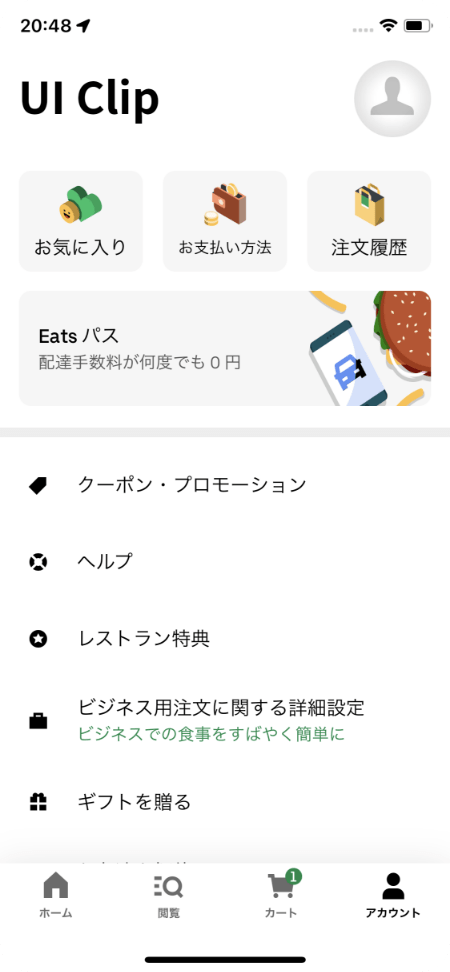 20:48
UI Clip
お気に入り
お支払い方法
注文履歴
Eats パス
配達手数料が何度でも 0 円
クーポン・プロモーション
ヘルプ
レストラン特典
ビジネス用注文に関する詳細設定
ビジネスでの食事をすばやく簡単に
ギフトを贈る
1
ホーム
閲覧
カート
アカウント